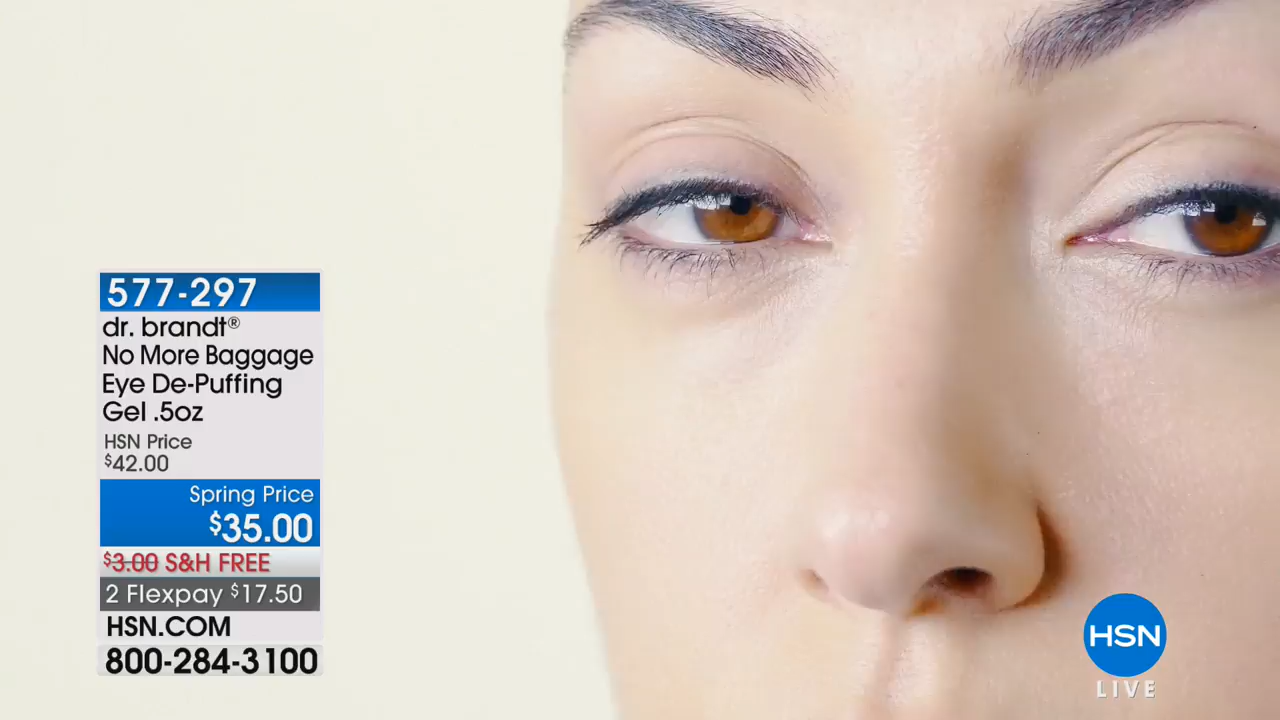 577-297
dr. brandt®
No More Baggage
Eye De-Puffing
Gel .5oz
HSN Price
$42.00
Spring Price
$35.00
$3.00 S&H FREE
2 Flexpay $17.50
HSN.COM
800-284-3100
HSN
LIVE